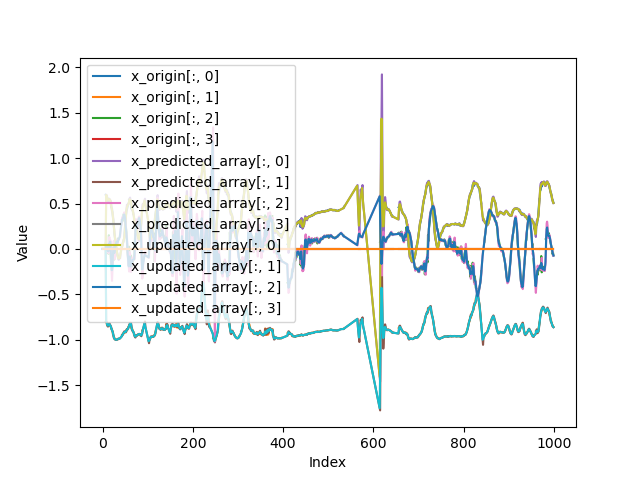 2.0
1.5
1.0
0.5
0.0
−0.5
−1.0
−1.5
Value
x_origin[:, 0]
x_origin[:, 1]
x_origin[:, 2]
x_origin[:, 3]
x_predicted_array[:, 0]
x_predicted_array[:, 1]
x_predicted_array[:, 2]
x_predicted_array[:, 3]
x_updated_array[:, 0]
x_updated_array[:, 1]
x_updated_array[:, 2]
x_updated_array[:, 3]
0 200 400 600 800 1000
Index